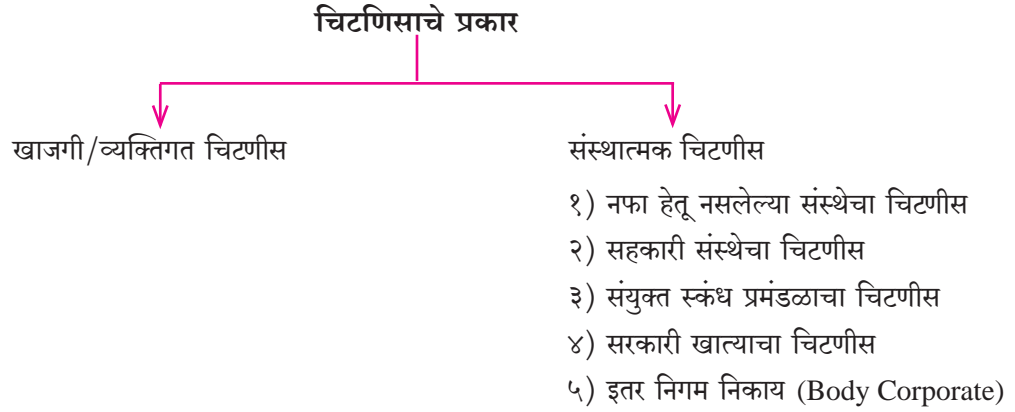 चिटणिसाचे प्रकार
खाजगी/व्यक्तिगत चिटणीस
संस्थात्मक चिटणीस
१) नफा हेतू नसलेल्या संस्थेचा चिटणीस
२) सहकारी संस्थेचा चिटणीस
३) संयुक्त स्कंध प्रमंडळाचा चिटणीस
४) सरकारी खात्याचा चिटणीस
५) इतर निगम निकाय (Body Corporate)